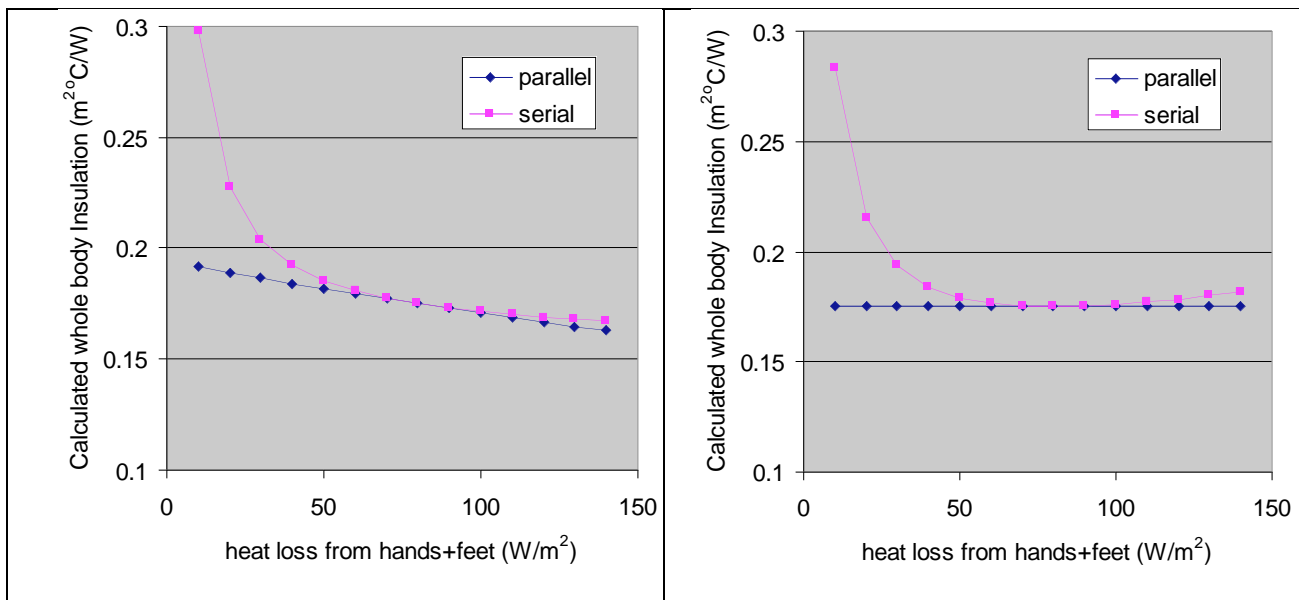 Calculated whole body Insulation (m²°C/W)
0.3
0.25
0.2
0.15
0.1
parallel
serial
0 50 100 150
heat loss from hands+feet (W/m²)
Calculated whole body Insulation (m²°C/W)
0.3
0.25
0.2
0.15
0.1
parallel
serial
0 50 100 150
heat loss from hands+feet (W/m²)